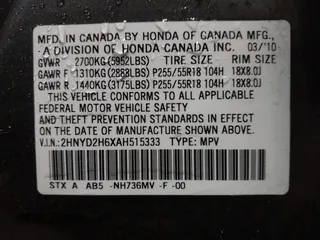 MFD. IN CANADA BY HONDA OF CANADA MFG.,
A DIVISION OF HONDA CANADA INC. 03/'10
GVWR 2700KG(5952LBS) TIRE SIZE RIM SIZE
GAWR F 1310KG(2888LBS) P255/55R18 104H 18X8.0J
GAWR R 1440KG(3175LBS) P255/55R18 104H 18X8.0J
THIS VEHICLE CONFORMS TO ALL APPLICABLE
FEDERAL MOTOR VEHICLE SAFETY AND
THEFT PREVENTION STANDARDS IN EFFECT ON
THE DATE OF MANUFACTURE SHOWN ABOVE.
V.I.N:2HNYD2H6XAH515333 TYPE: MPV
STX A AB5 -NH736MV -F -00